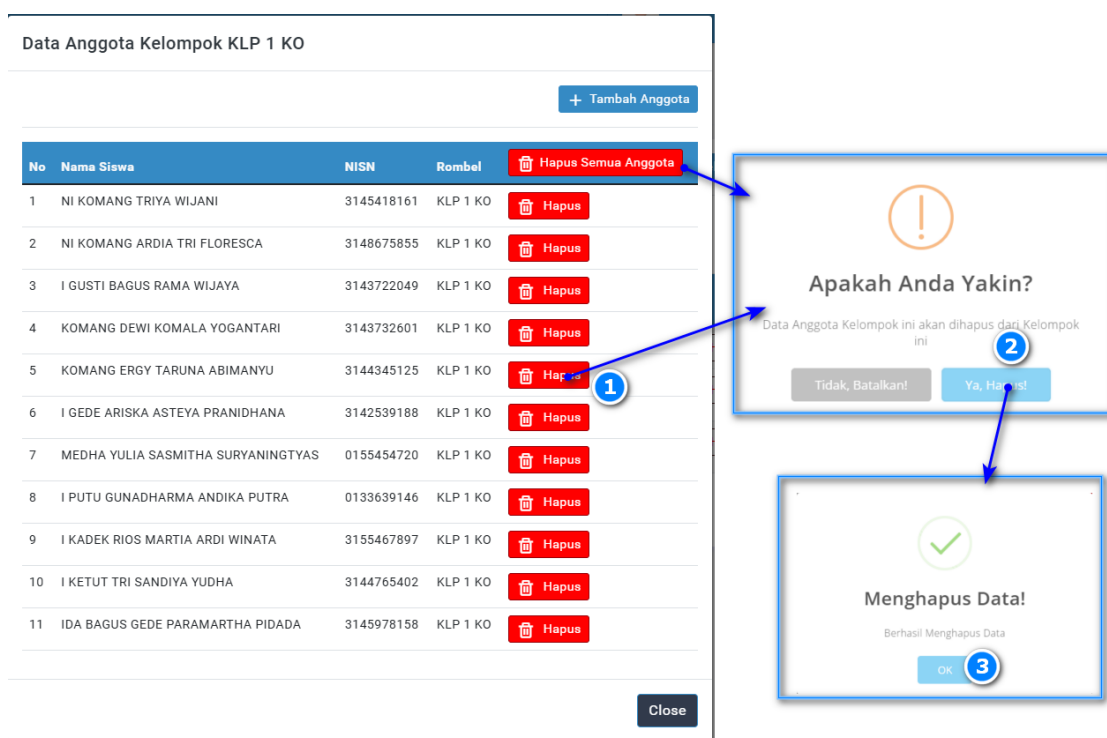 Data Anggota Kelompok KLP 1 KO
+ Tambah Anggota
No Nama Siswa NISN Rombel Hapus Semua Anggota
1 NI KOMANG TRIYA WIJANI 3145418161 KLP 1 KO Hapus
2 NI KOMANG ARDIA TRI FLORESCA 3148675855 KLP 1 KO Hapus
3 I GUSTI BAGUS RAMA WIJAYA 3143722049 KLP 1 KO Hapus
4 KOMANG DEWI KOMALA YOGANTARI 3143732601 KLP 1 KO Hapus
5 KOMANG ERGY TARUNA ABIMANYU 3144345125 KLP 1 KO Hapus
1
6 I GEDE ARISKA ASTEYA PRANIDHANA 3142539188 KLP 1 KO Hapus
7 MEDHA YULIA SASMITHA SURYANINGTYAS 0155454720 KLP 1 KO Hapus
8 I PUTU GUNADHARMA ANDIKA PUTRA 0133639146 KLP 1 KO Hapus
9 I KADEK RIOS MARTIA ARDI WINATA 3155467897 KLP 1 KO Hapus
10 I KETUT TRI SANDIYA YUDHA 3144765402 KLP 1 KO Hapus
11 IDA BAGUS GEDE PARAMARTHA PIDADA 3145978158 KLP 1 KO Hapus
Close
Apakah Anda Yakin?
Data Anggota Kelompok ini akan dihapus dari Kelompok
ini
2
Tidak, Batalkan! Ya, Hapus!
Menghapus Data!
Berhasil Menghapus Data
OK 3